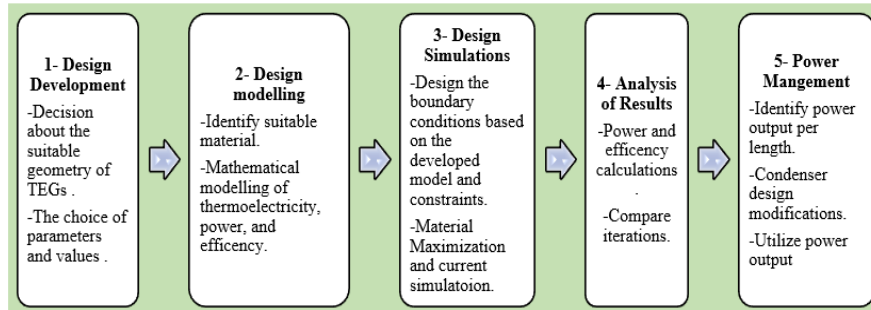 1- Design
Development
-Decision
about the
suitable
geometry of
TEGs .
-The choice of
parameters
and values .
2- Design
modelling
-Identify suitable
material.
-Mathematical
modelling of
thermoelectricity,
power, and
efficency.
3- Design
Simulations
-Design the
boundary
conditions based
on the
developed
model and
constraints.
-Material
Maximization
and current
simulatoion.
4- Analysis
of Results
-Power and
efficency
calculations
.
-Compare
iterations.
5- Power
Mangement
-Identify power
output per
length.
-Condenser
design
modifications.
-Utilize power
output